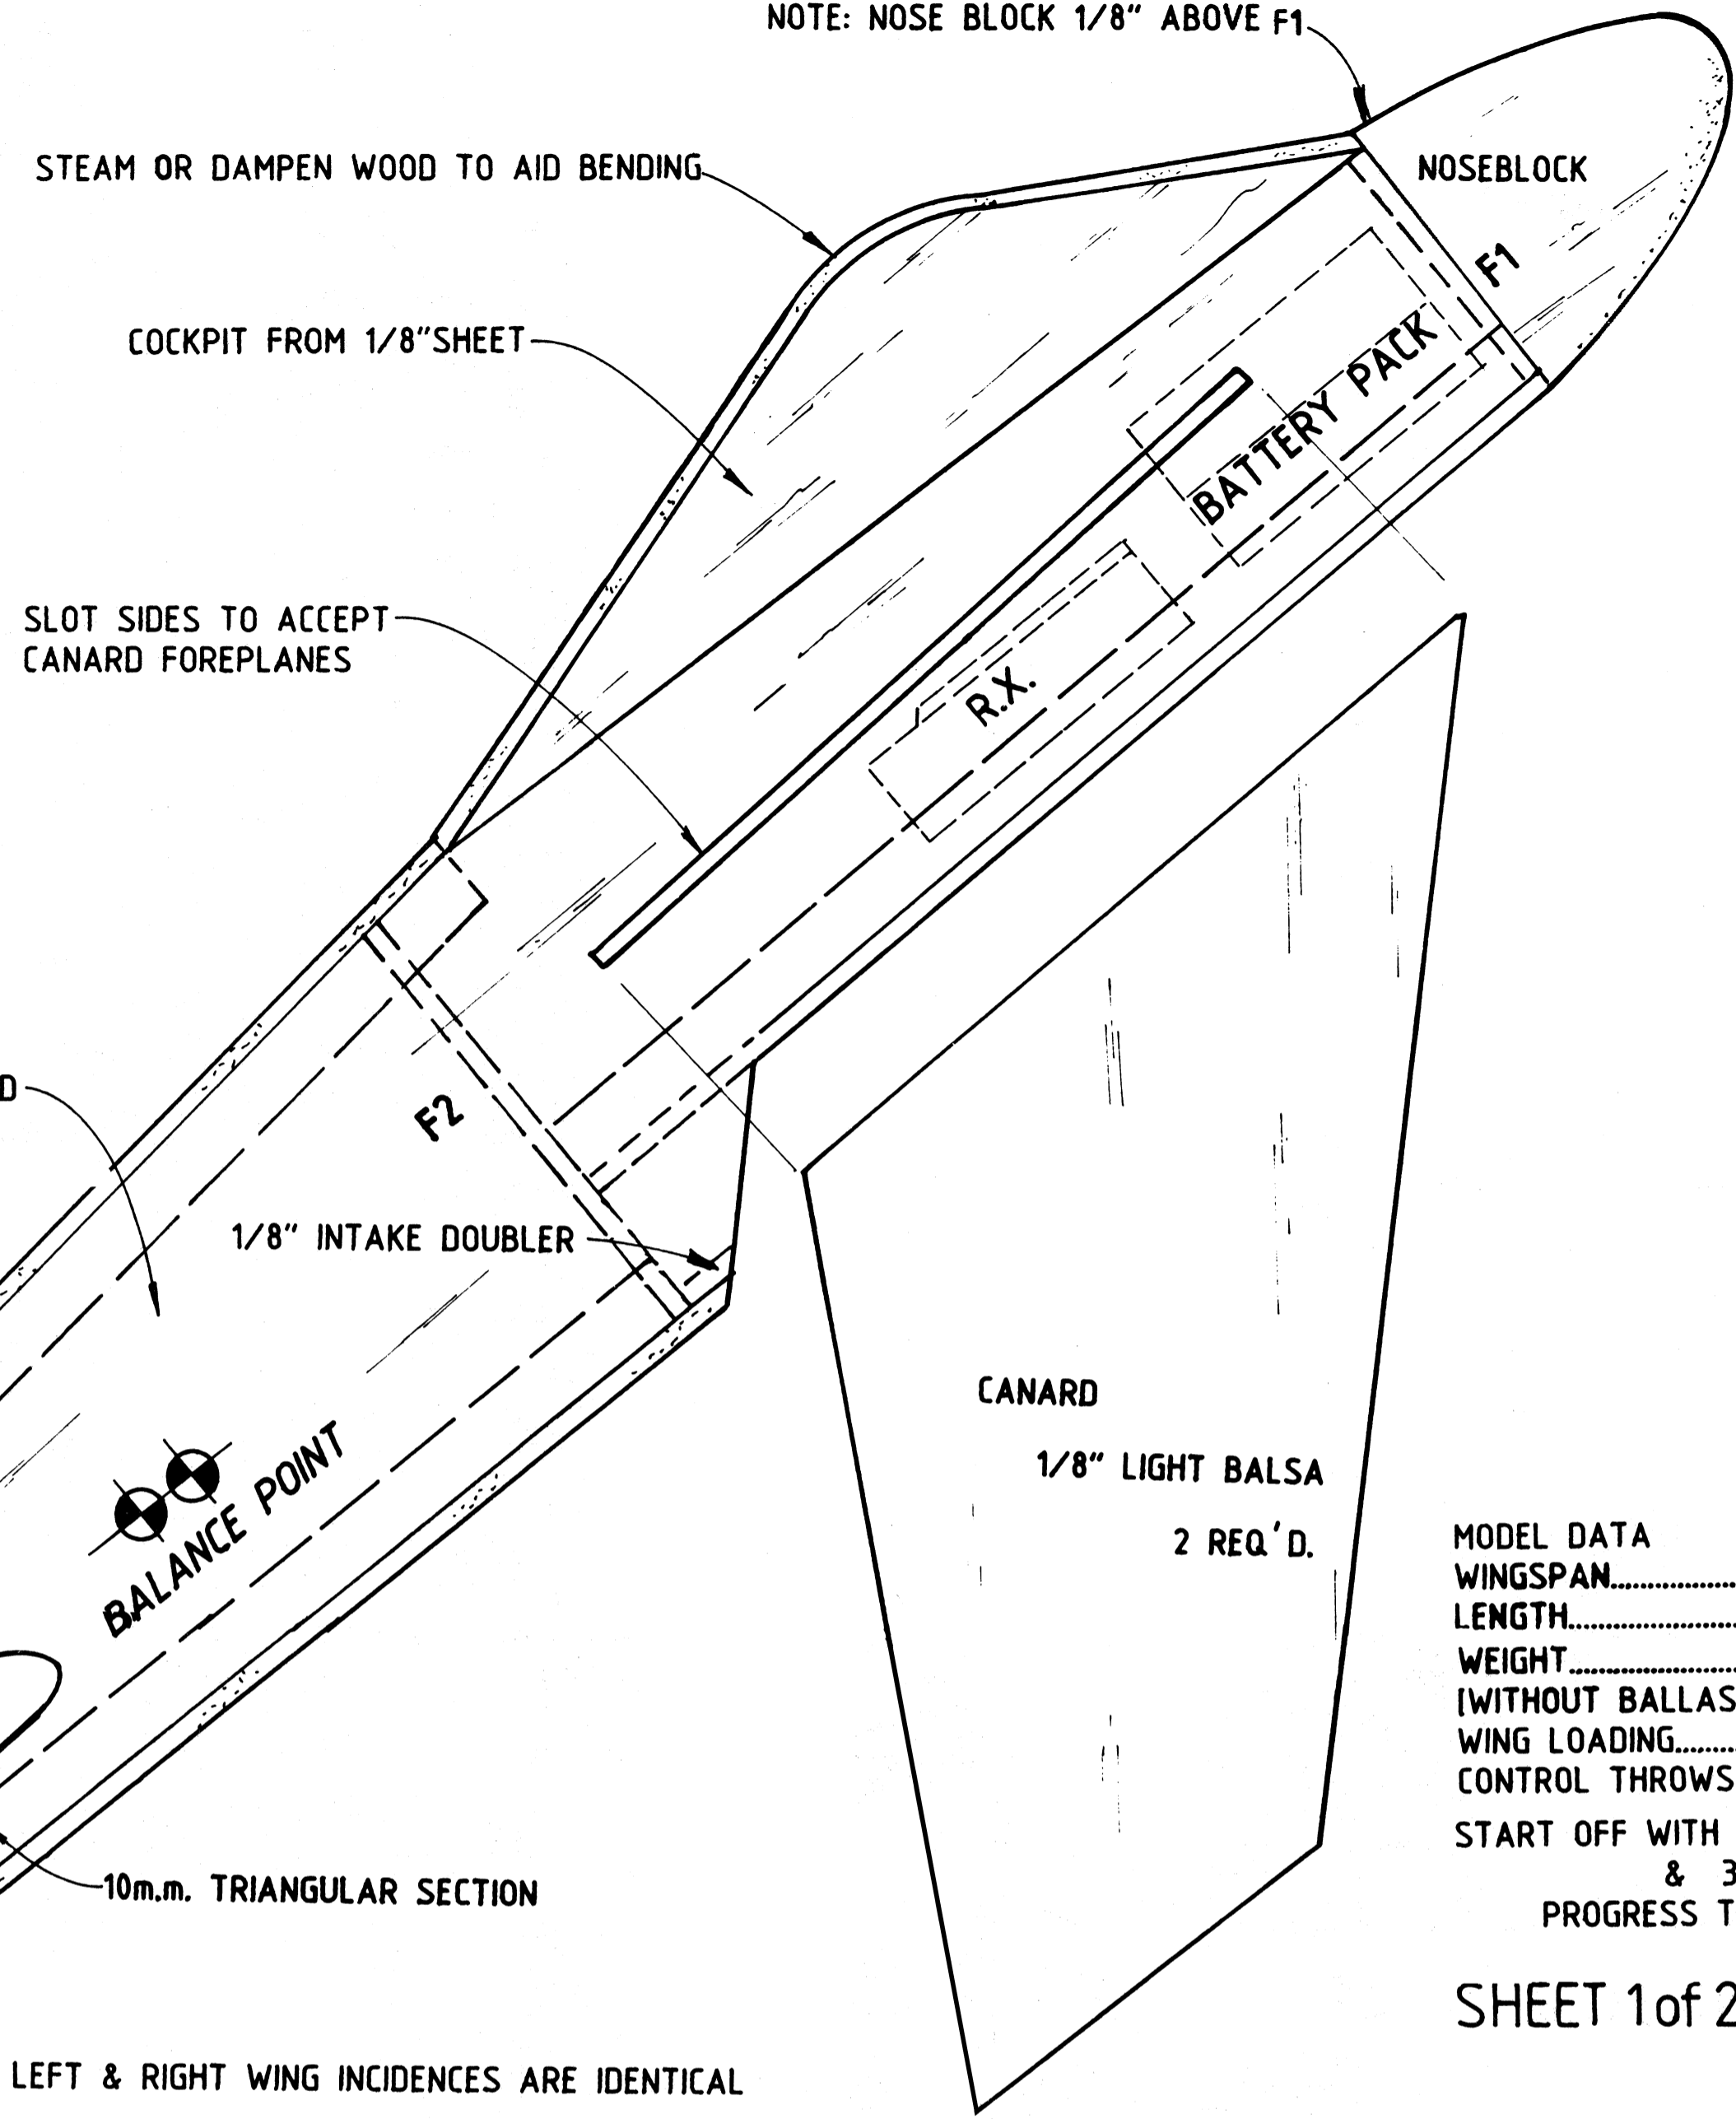 NOTE: NOSE BLOCK 1/8" ABOVE F1
STEAM OR DAMPEN WOOD TO AID BENDING
NOSEBLOCK
F1
COCKPIT FROM 1/8"SHEET
BATTERY PACK
SLOT SIDES TO ACCEPT
CANARD FOREPLANES
R.X.
D
F2
1/8" INTAKE DOUBLER
CANARD
1/8" LIGHT BALSA
2 REQ'D.
BALANCE POINT
MODEL DATA
WINGSPAN...................
LENGTH.........................
WEIGHT.........................
(WITHOUT BALLAS
WING LOADING.........
CONTROL THROWS
START OFF WITH
& 3
PROGRESS T
10m.m. TRIANGULAR SECTION
SHEET 1 of 2
LEFT & RIGHT WING INCIDENCES ARE IDENTICAL